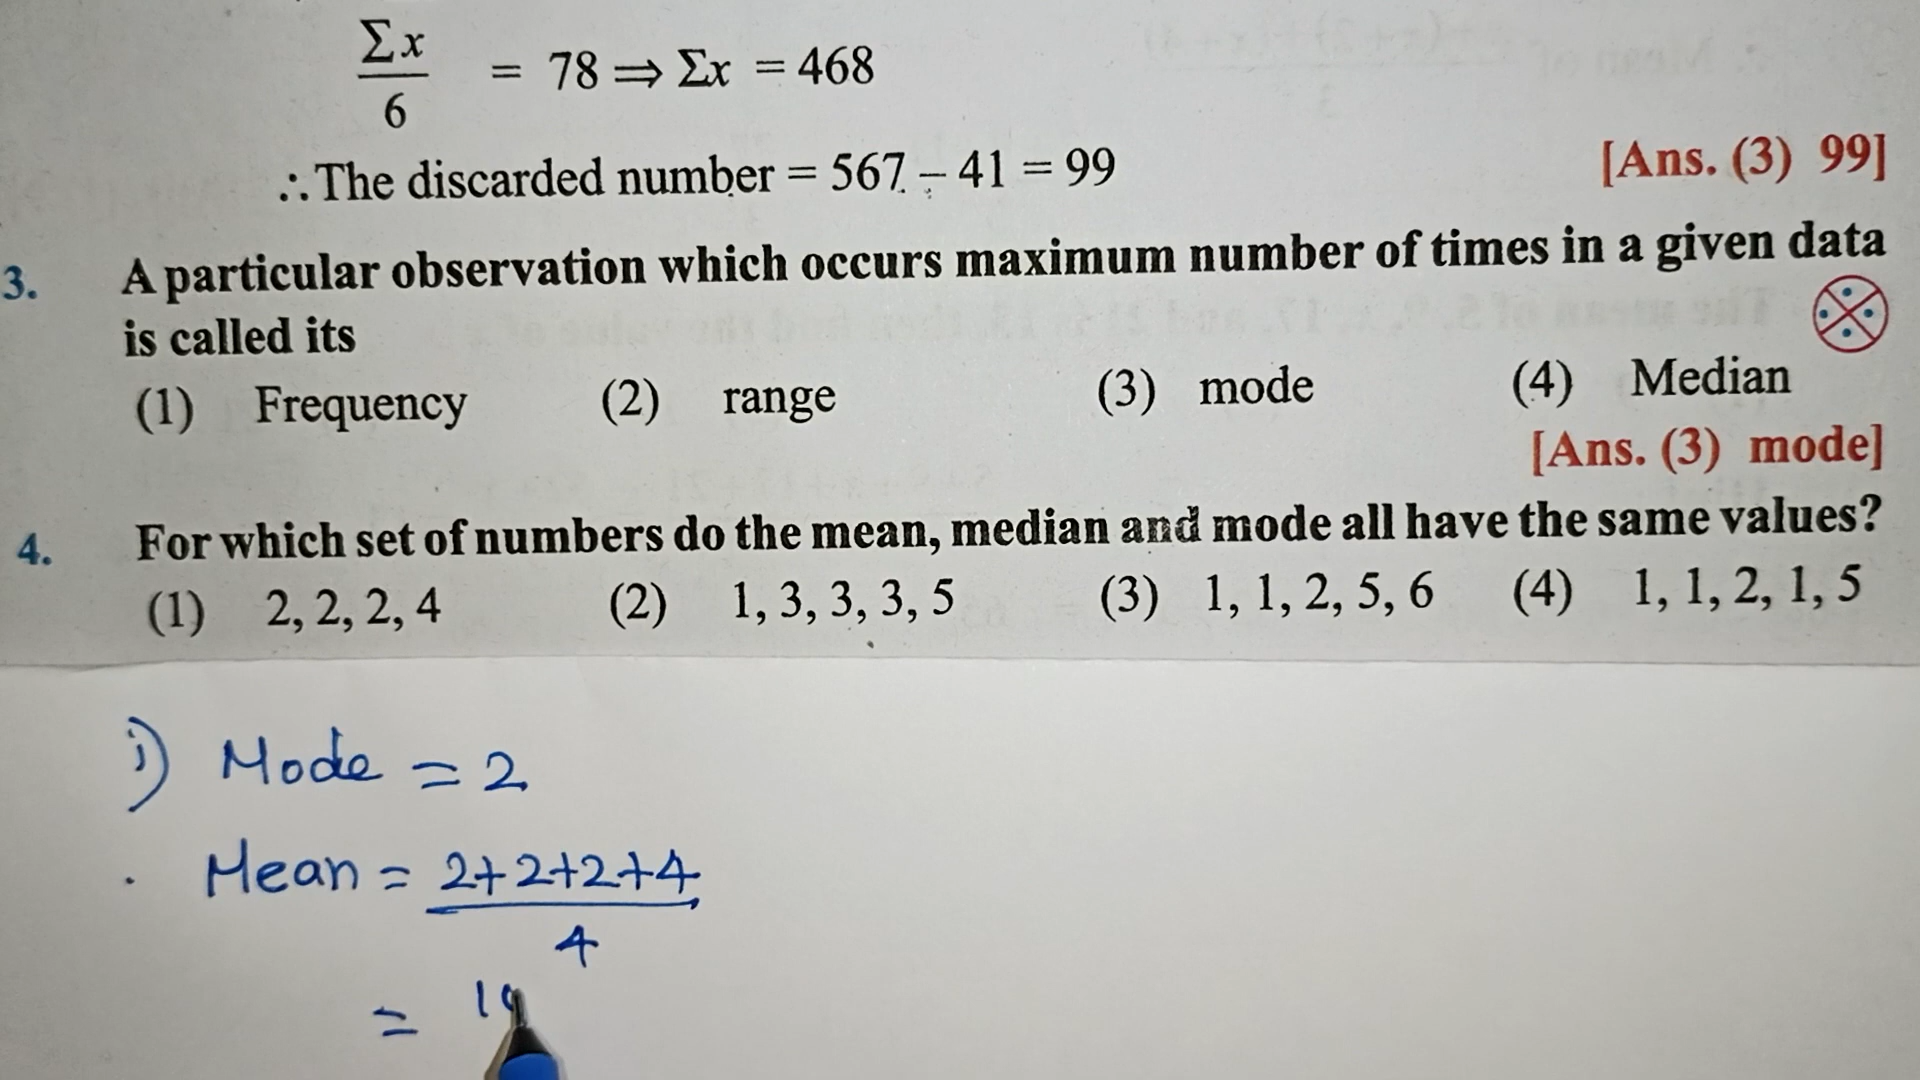 Σx
/6 = 78 ⇒ Σx = 468
∴ The discarded number = 567 – 41 = 99 [Ans. (3) 99]
3. A particular observation which occurs maximum number of times in a given data
is called its
(1) Frequency (2) range (3) mode (4) Median
[Ans. (3) mode]
4. For which set of numbers do the mean, median and mode all have the same values?
(1) 2, 2, 2, 4 (2) 1, 3, 3, 3, 5 (3) 1, 1, 2, 5, 6 (4) 1, 1, 2, 1, 5
i) Mode = 2
Mean = 2+2+2+4
4
= 1